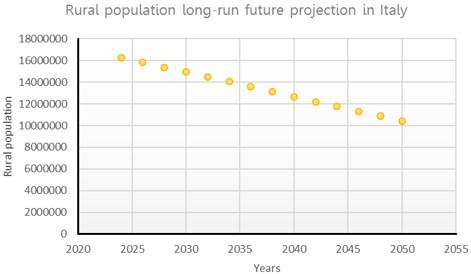 Rural population long-run future projection in Italy
18000000
16000000
14000000
12000000
10000000
8000000
6000000
4000000
2000000
0
Rural population
2020 2025 2030 2035 2040 2045 2050 2055
Years